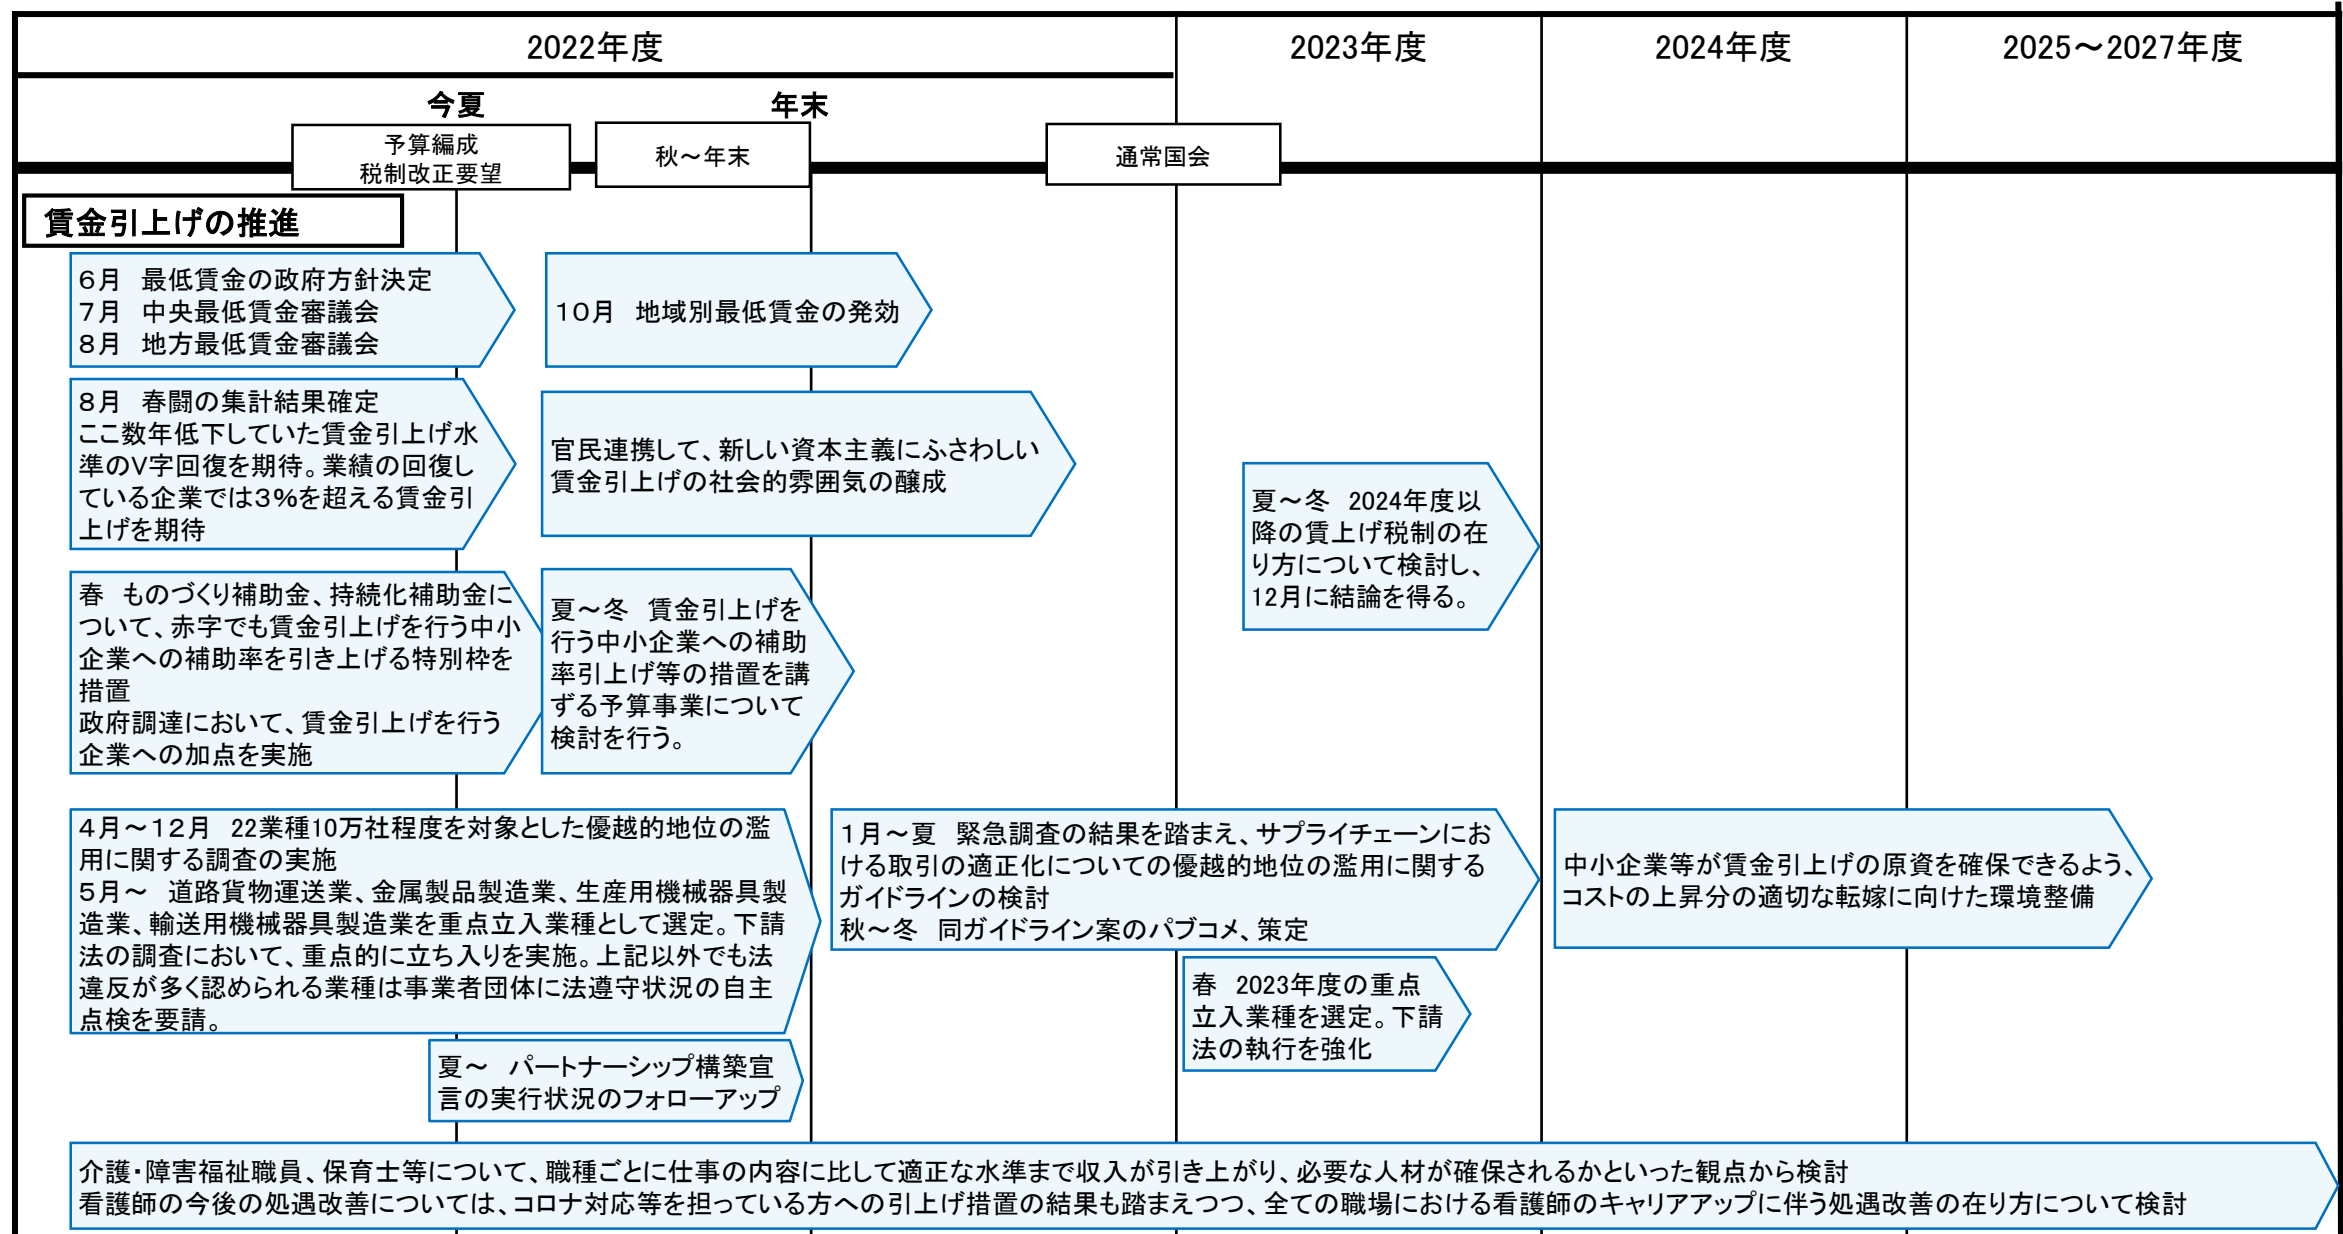 2022年度
2023年度
2024年度
2025～2027年度
今夏
年末
予算編成
税制改正要望
秋～年末
通常国会
賃金引上げの推進
６月　最低賃金の政府方針決定
７月　中央最低賃金審議会
８月　地方最低賃金審議会
１０月　地域別最低賃金の発効
８月　春闘の集計結果確定
ここ数年低下していた賃金引上げ水
準のV字回復を期待。業績の回復し
ている企業では３％を超える賃金引
上げを期待
官民連携して、新しい資本主義にふさわしい
賃金引上げの社会的雰囲気の醸成
夏～冬　2024年度以
降の賃上げ税制の在
り方について検討し、
12月に結論を得る。
春　ものづくり補助金、持続化補助金に
ついて、赤字でも賃金引上げを行う中小
企業への補助率を引き上げる特別枠を
措置
政府調達において、賃金引上げを行う
企業への加点を実施
夏～冬　賃金引上げを
行う中小企業への補助
率引上げ等の措置を講
ずる予算事業について
検討を行う。
４月～１２月　22業種10万社程度を対象とした優越的地位の濫
用に関する調査の実施
５月～　道路貨物運送業、金属製品製造業、生産用機械器具製
造業、輸送用機械器具製造業を重点立入業種として選定。下請
法の調査において、重点的に立ち入りを実施。上記以外でも法
違反が多く認められる業種は事業者団体に法遵守状況の自主
点検を要請。
１月～夏　緊急調査の結果を踏まえ、サプライチェーンにお
ける取引の適正化についての優越的地位の濫用に関する
ガイドラインの検討
秋～冬　同ガイドライン案のパブコメ、策定
中小企業等が賃金引上げの原資を確保できるよう、
コストの上昇分の適切な転嫁に向けた環境整備
春　2023年度の重点
立入業種を選定。下請
法の執行を強化
夏～　パートナーシップ構築宣
言の実行状況のフォローアップ
介護・障害福祉職員、保育士等について、職種ごとに仕事の内容に比して適正な水準まで収入が引き上がり、必要な人材が確保されるかといった観点から検討
看護師の今後の処遇改善については、コロナ対応等を担っている方への引上げ措置の結果も踏まえつつ、全ての職場における看護師のキャリアアップに伴う処遇改善の在り方について検討